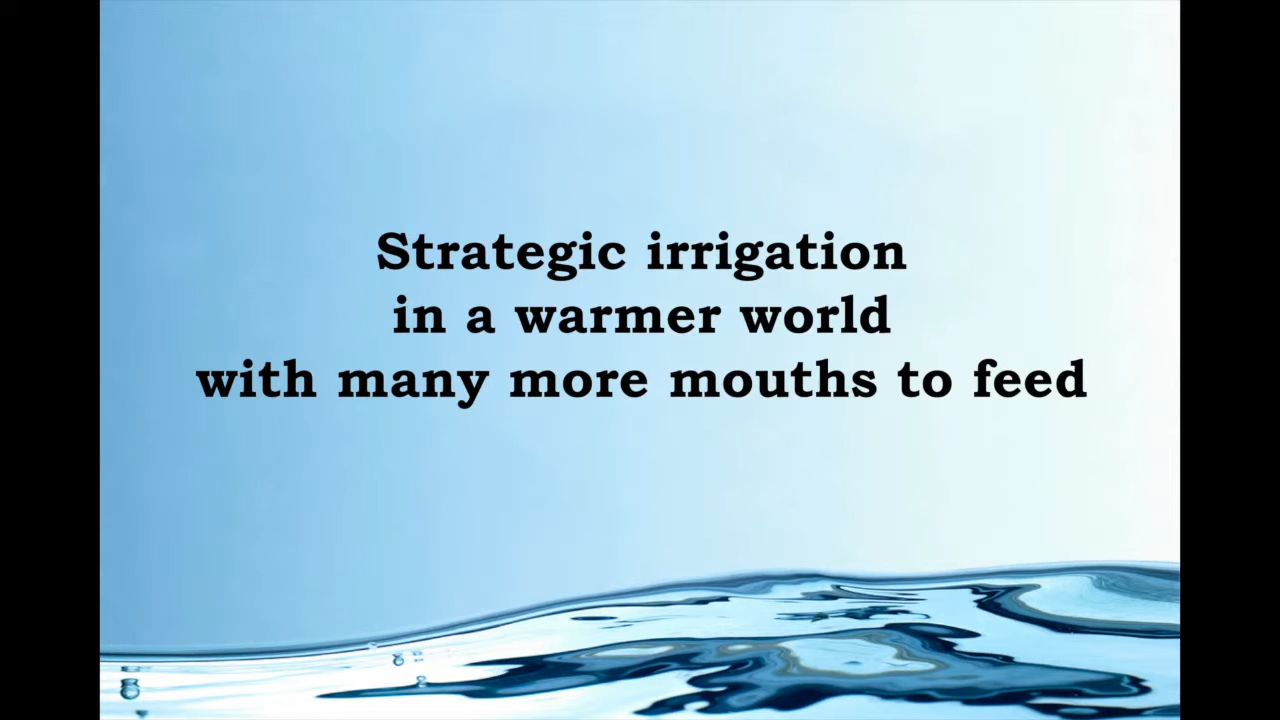 Strategic irrigation
in a warmer world
with many more mouths to feed